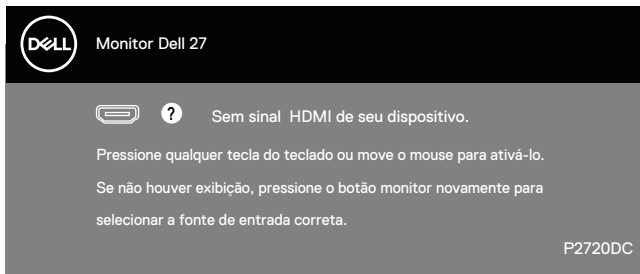 DELL
Monitor Dell 27
? Sem sinal HDMI de seu dispositivo.
Pressione qualquer tecla do teclado ou move o mouse para ativá-lo.
Se não houver exibição, pressione o botão monitor novamente para
selecionar a fonte de entrada correta.
P2720DC